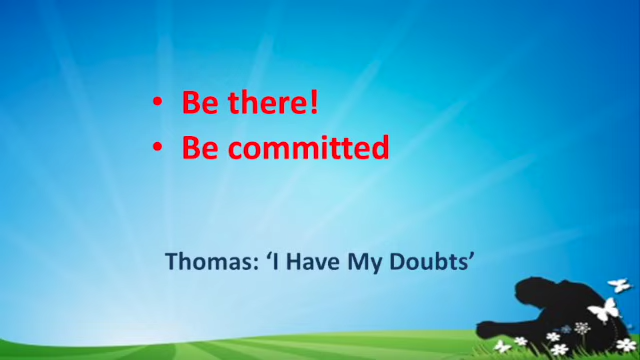 • Be there!
• Be committed
Thomas: ‘I Have My Doubts’